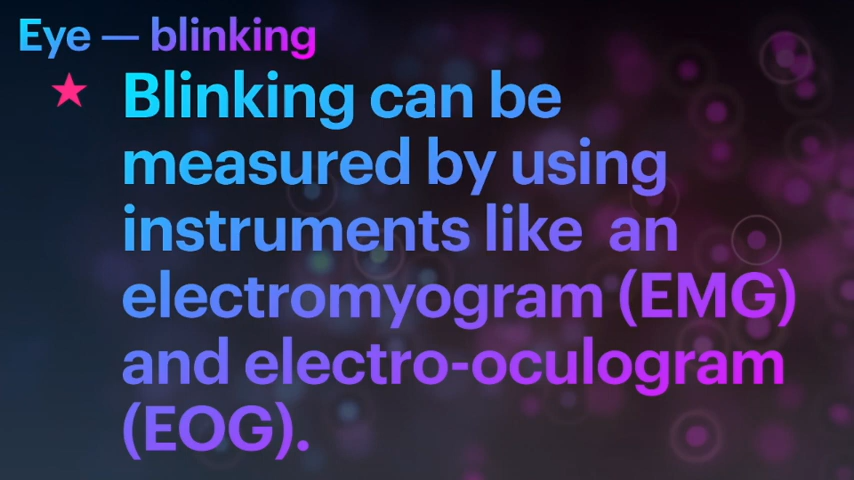 Eye — blinking
★ Blinking can be
measured by using
instruments like  an
electromyogram (EMG)
and electro-oculogram
(EOG).